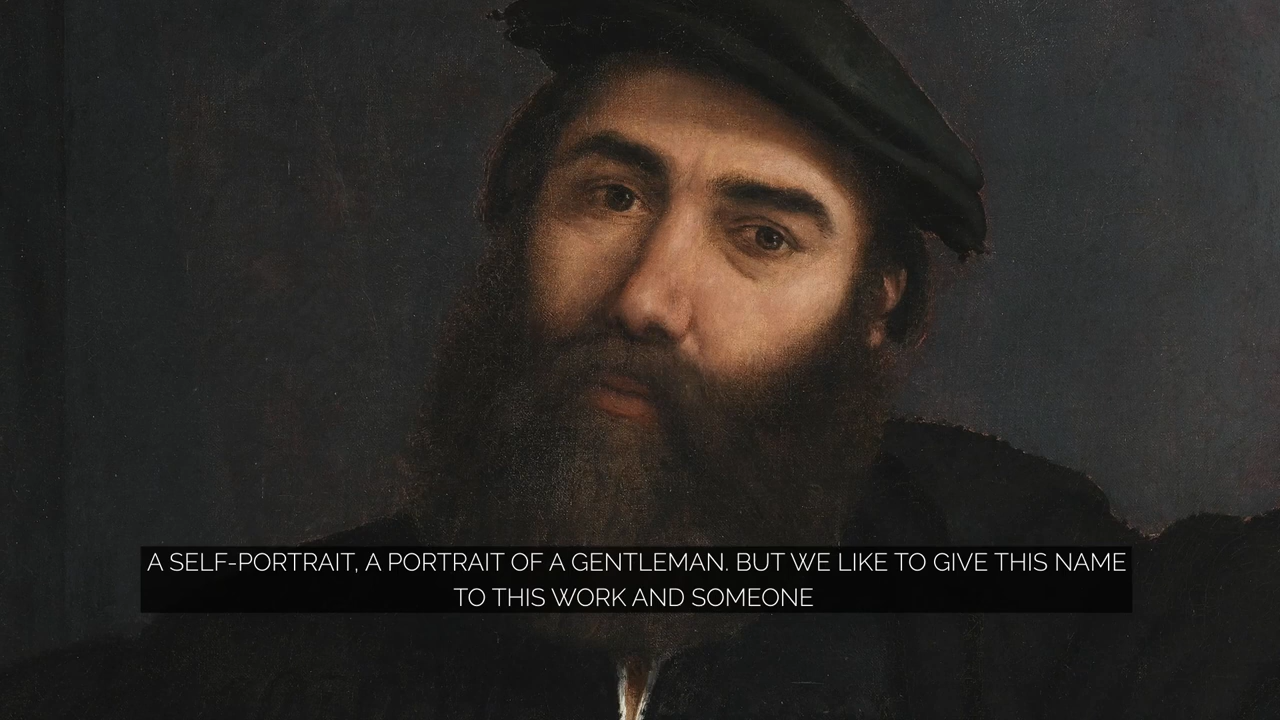 A SELF-PORTRAIT, A PORTRAIT OF A GENTLEMAN. BUT WE LIKE TO GIVE THIS NAME
TO THIS WORK AND SOMEONE